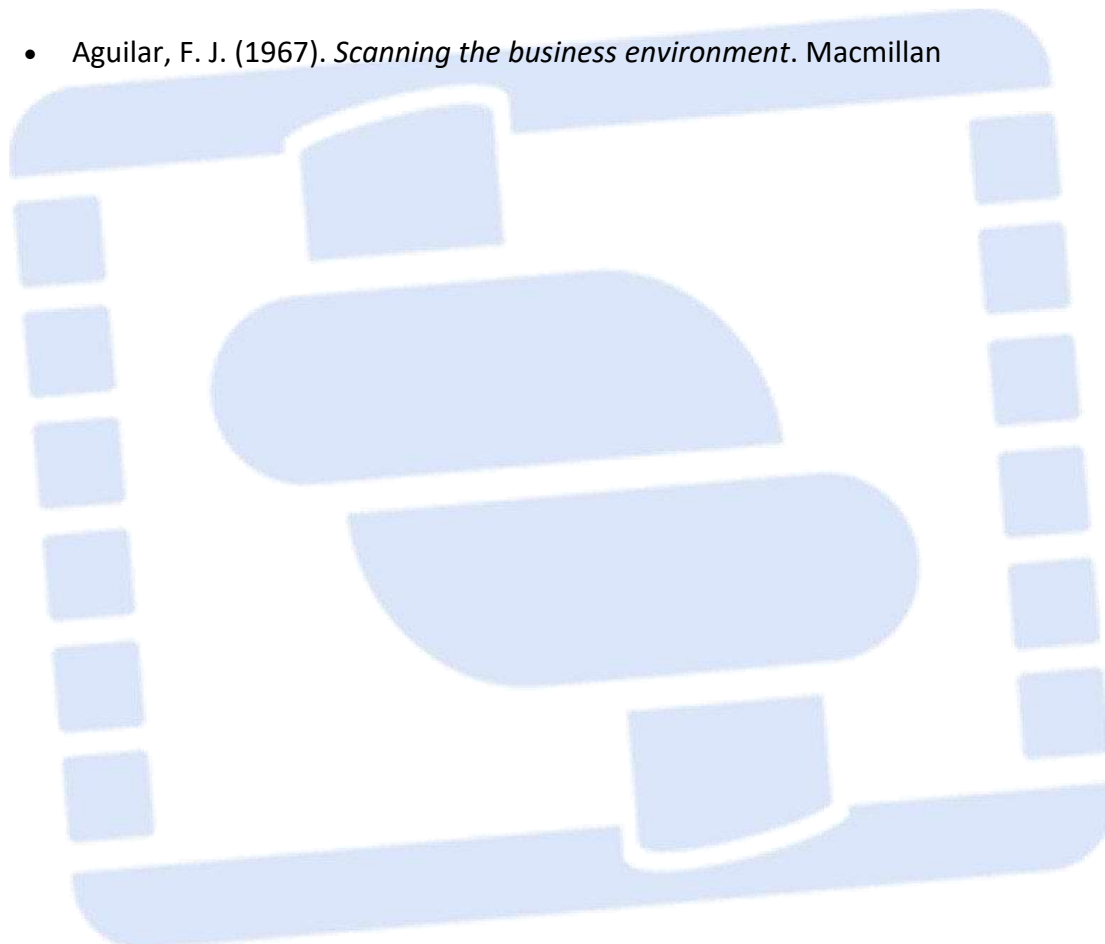 • Aguilar, F. J. (1967). Scanning the business environment. Macmillan